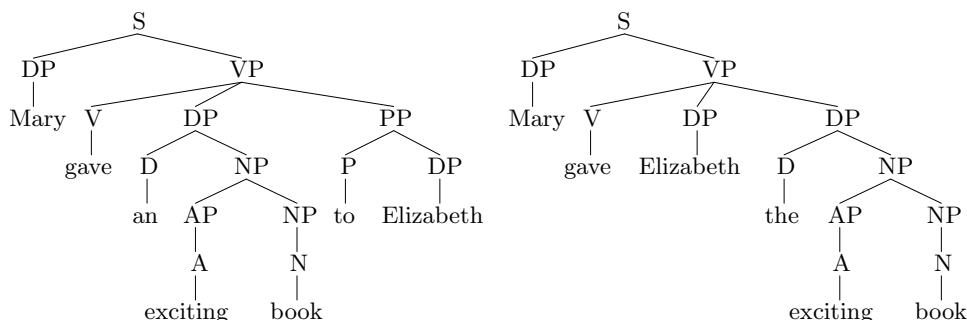 S S
DP VP DP VP
Mary V DP PP Mary V DP DP
gave D NP P DP gave Elizabeth D NP
an AP NP to Elizabeth the AP NP
A N A N
exciting book exciting book